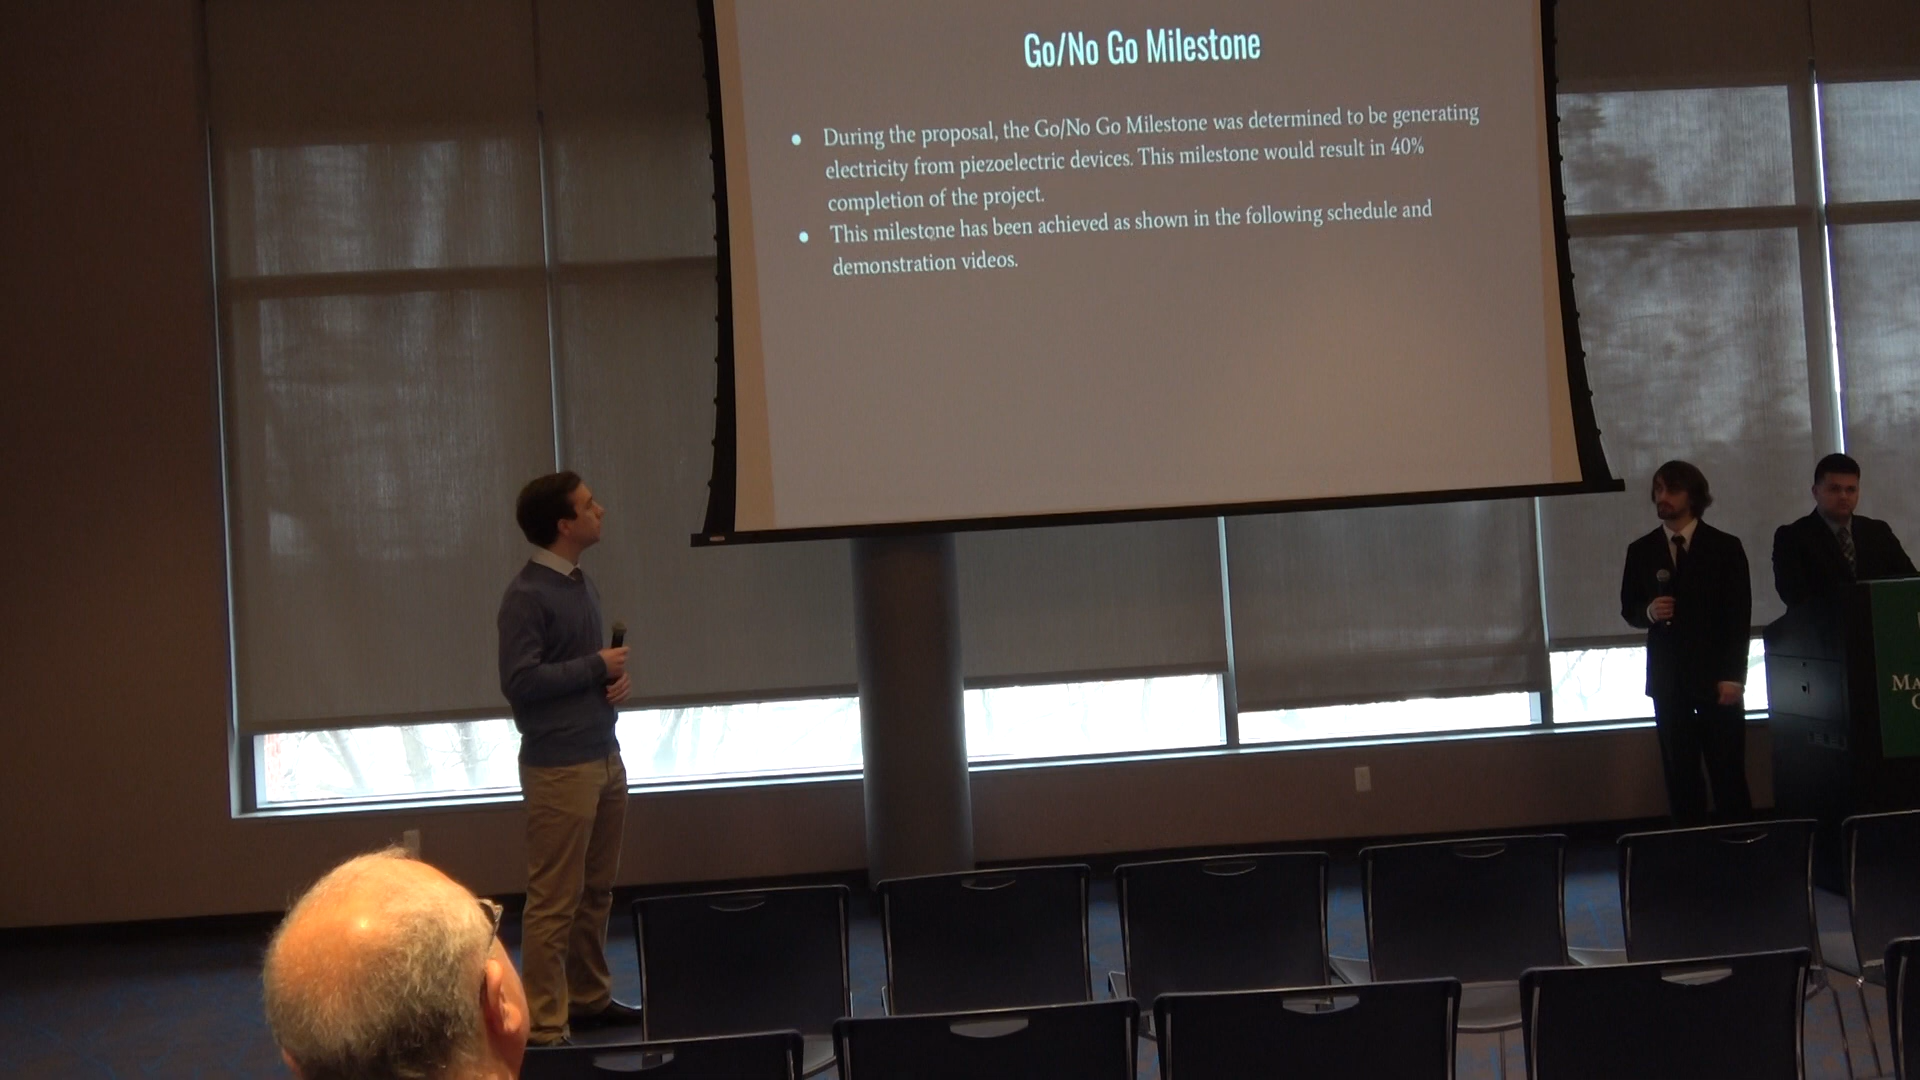 Go/No Go Milestone
● During the proposal, the Go/No Go Milestone was determined to be generating
electricity from piezoelectric devices. This milestone would result in 40%
completion of the project.
● This milestone has been achieved as shown in the following schedule and
demonstration videos.